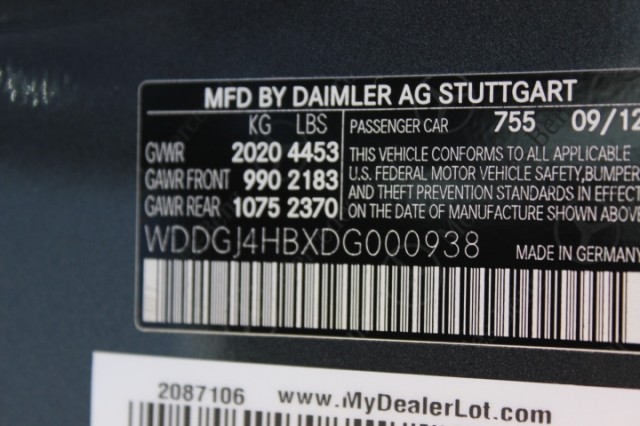 MFD BY DAIMLER AG STUTTGART
KG LBS PASSENGER CAR 755 09/12
GVWR 2020 4453 THIS VEHICLE CONFORMS TO ALL APPLICABLE
GAWR FRONT 990 2183 U.S. FEDERAL MOTOR VEHICLE SAFETY, BUMPER
GAWR REAR 1075 2370 AND THEFT PREVENTION STANDARDS IN EFFECT
ON THE DATE OF MANUFACTURE SHOWN ABOVE
WDDGJ4HBXDG000938 MADE IN GERMANY
2087106 www.MyDealerLot.com